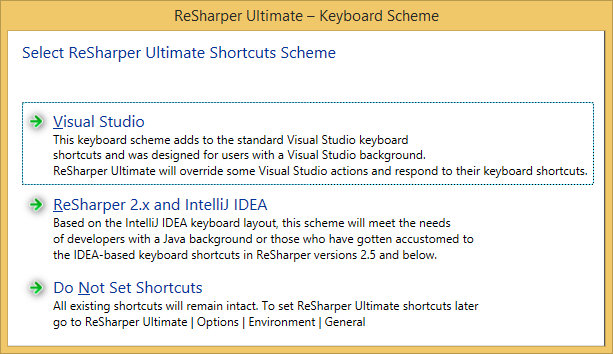 ReSharper Ultimate – Keyboard Scheme
Select ReSharper Ultimate Shortcuts Scheme
Visual Studio
This keyboard scheme adds to the standard Visual Studio keyboard
shortcuts and was designed for users with a Visual Studio background.
ReSharper Ultimate will override some Visual Studio actions and respond to their keyboard shortcuts.
ReSharper 2.x and IntelliJ IDEA
Based on the IntelliJ IDEA keyboard layout, this scheme will meet the needs
of developers with a Java background or those who have gotten accustomed to
the IDEA-based keyboard shortcuts in ReSharper versions 2.5 and below.
Do Not Set Shortcuts
All existing shortcuts will remain intact. To set ReSharper Ultimate shortcuts later
go to ReSharper Ultimate | Options | Environment | General